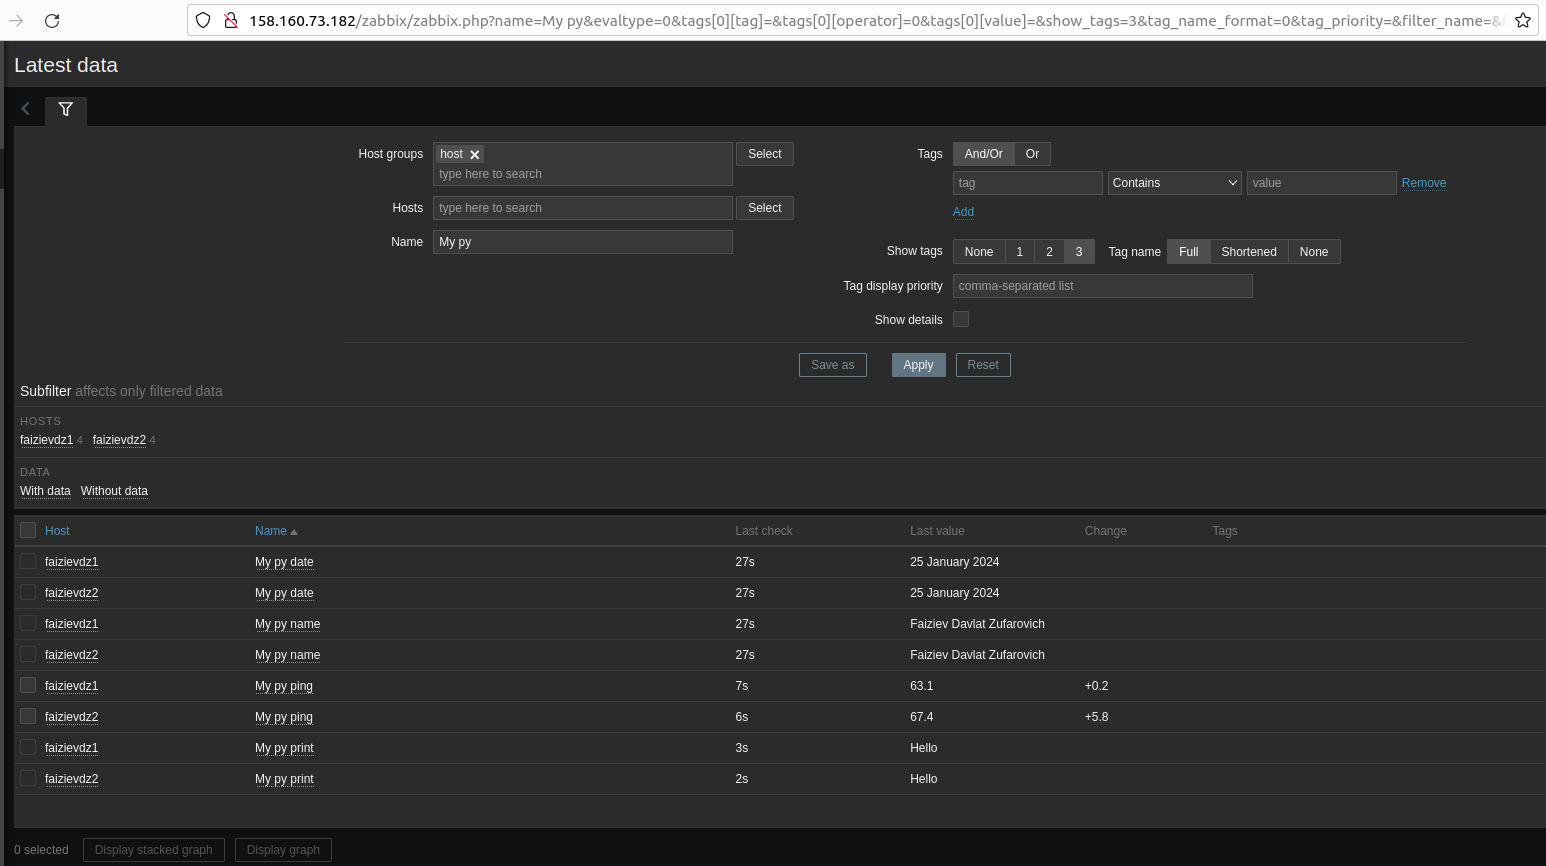 158.160.73.182/zabbix/zabbix.php?name=My py&evaltype=0&tags[0][tag]=&tags[0][operator]=0&tags[0][value]=&show_tags=3&tag_name_format=0&tag_priority=&filter_name=&
Latest data
Host groups host type here to search Select
Hosts type here to search Select
Name My py
Tags And/Or Or
tag Contains value Remove
Add
Show tags None 1 2 3 Tag name Full Shortened None
Tag display priority comma-separated list
Show details
Save as Apply Reset
Subfilter affects only filtered data
HOSTS
faizievdz1 4 faizievdz2 4
DATA
With data Without data
Host Name Last check Last value Change Tags
faizievdz1 My py date 27s 25 January 2024
faizievdz2 My py date 27s 25 January 2024
faizievdz1 My py name 27s Faiziev Davlat Zufarovich
faizievdz2 My py name 27s Faiziev Davlat Zufarovich
faizievdz1 My py ping 7s 63.1 +0.2
faizievdz2 My py ping 6s 67.4 +5.8
faizievdz1 My py print 3s Hello
faizievdz2 My py print 2s Hello
0 selected Display stacked graph Display graph